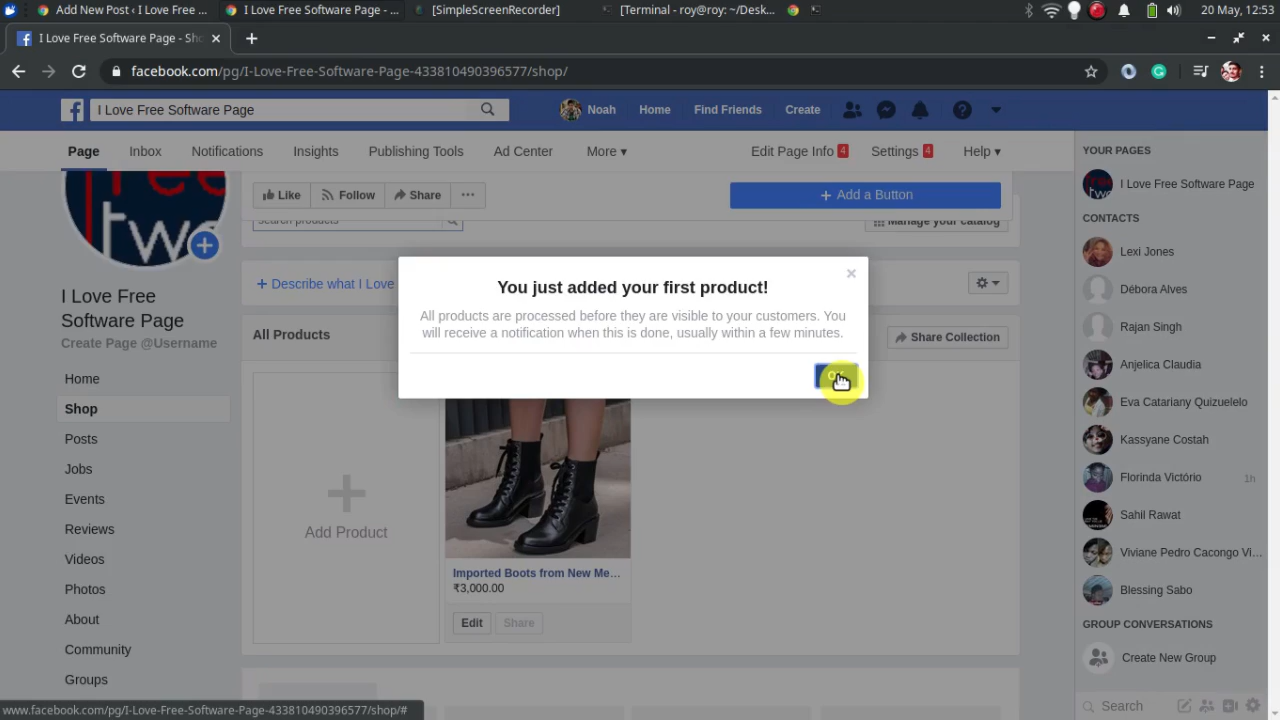 Add New Post ‹ I Love Free ...
I Love Free Software Page - ...
[SimpleScreenRecorder]
[Terminal - roy@roy: ~/Desk...
20 May, 12:53
I Love Free Software Page - Sho
facebook.com/pg/I-Love-Free-Software-Page-433810490396577/shop/
I Love Free Software Page
Noah
Home
Find Friends
Create
Page
Inbox
Notifications
Insights
Publishing Tools
Ad Center
More
Edit Page Info 4
Settings 4
Help
YOUR PAGES
I Love Free Software Page
CONTACTS
Lexi Jones
Débora Alves
Rajan Singh
Anjelica Claudia
Eva Catariany Quizuelelo
Kassyane Costah
Florinda Victório 1h
Sahil Rawat
Viviane Pedro Cacongo Vi...
Blessing Sabo
GROUP CONVERSATIONS
Create New Group
Search
free
two
I Love Free
Software Page
Create Page @Username
Home
Shop
Posts
Jobs
Events
Reviews
Videos
Photos
About
Community
Groups
Like
Follow
Share
...
+ Add a Button
search products
Manage your catalog
+ Describe what I Love
All Products
Share Collection
You just added your first product!
All products are processed before they are visible to your customers. You
will receive a notification when this is done, usually within a few minutes.
Add Product
Imported Boots from New Me...
₹3,000.00
Edit
Share
www.facebook.com/pg/I-Love-Free-Software-Page-433810490396577/shop/#